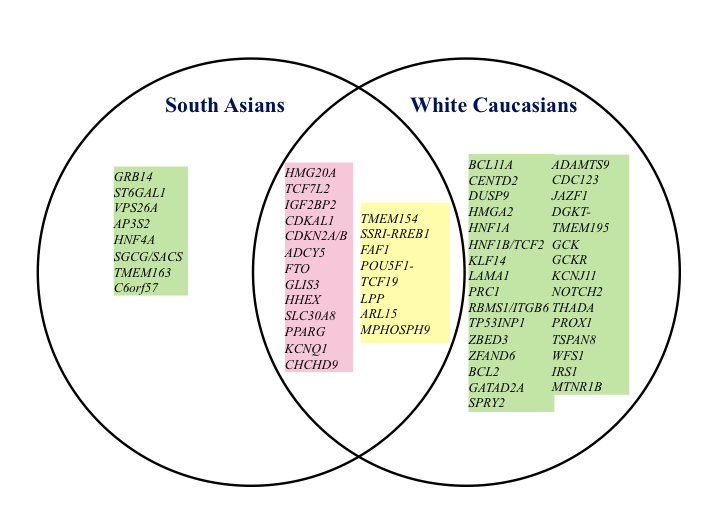 South Asians
White Caucasians
GRB14
ST6GAL1
VPS26A
AP3S2
HNF4A
SGCG/SACS
TMEM163
C6orf57
HMG20A
TCF7L2
IGF2BP2
CDKAL1
CDKN2A/B
ADCY5
FTO
GLIS3
HHEX
SLC30A8
PPARG
KCNQ1
CHCHD9
TMEM154
SSRI-RREB1
FAF1
POU5F1-
TCF19
LPP
ARL15
MPHOSPH9
BCL11A
CENTD2
DUSP9
HMGA2
HNF1A
HNF1B/TCF2
KLF14
LAMA1
PRC1
RBMS1/ITGB6
TP53INP1
ZBED3
ZFAND6
BCL2
GATAD2A
SPRY2
ADAMTS9
CDC123
JAZF1
DGKT-
TMEM195
GCK
GCKR
KCNJ11
NOTCH2
THADA
PROX1
TSPAN8
WFS1
IRS1
MTNR1B